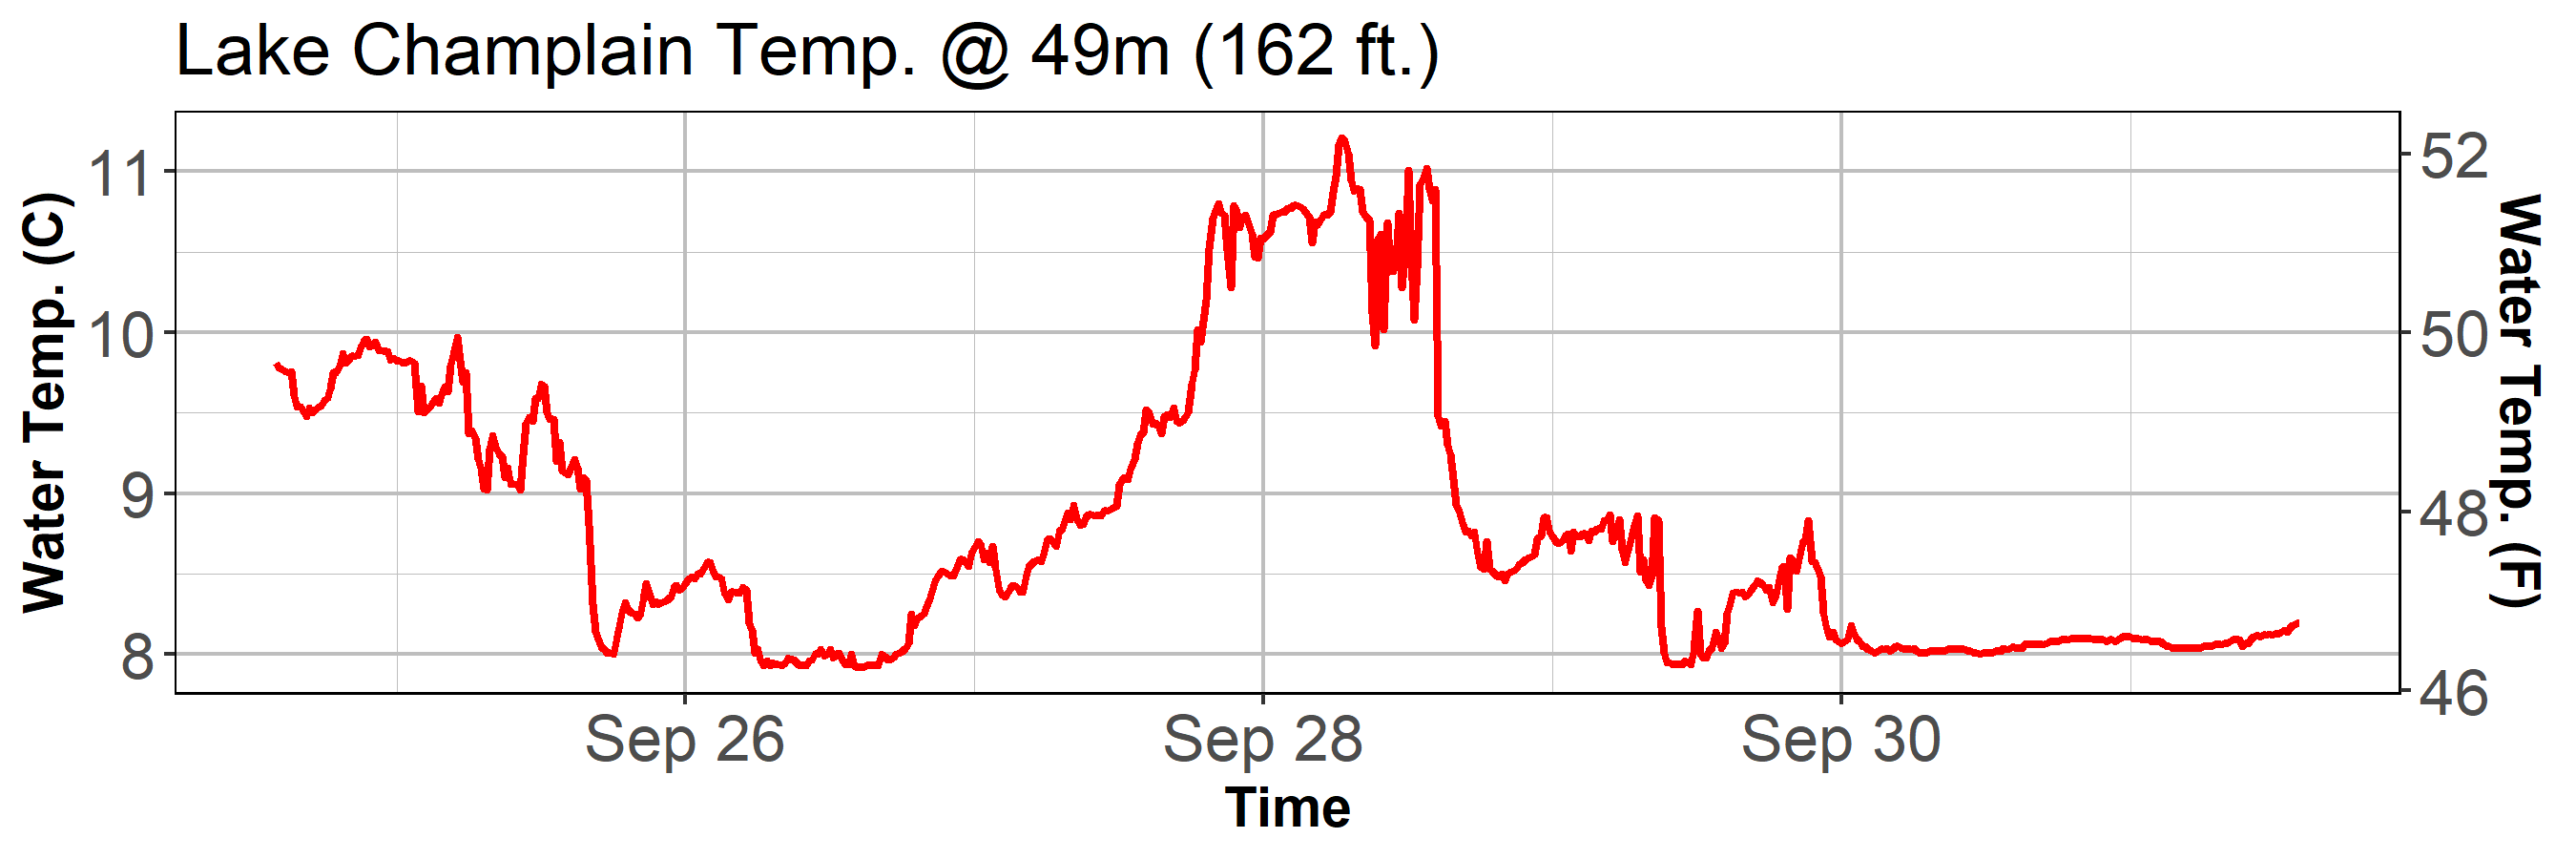 Lake Champlain Temp. @ 49m (162 ft.)
Water Temp. (C)
11
10
9
8
52
50
48
46
Water Temp. (F)
Sep 26 Sep 28 Sep 30
Time